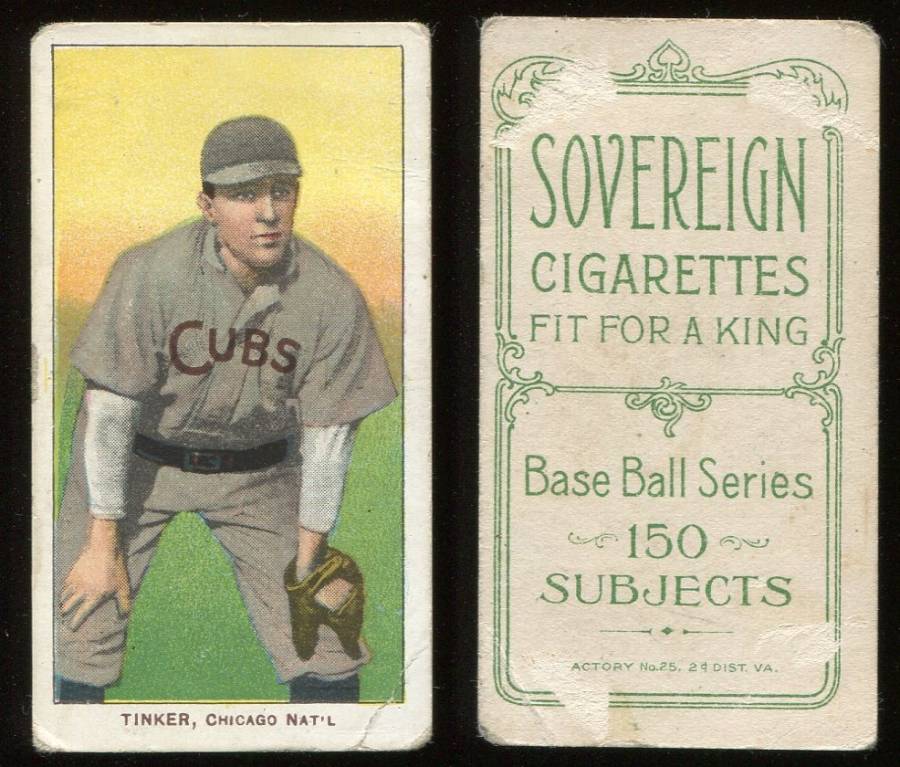 CUBS
TINKER, CHICAGO NAT'L
SOVEREIGN
CIGARETTES
FIT FOR A KING
Base Ball Series
150
SUBJECTS
ACTORY No. 25, 2d DIST. VA.